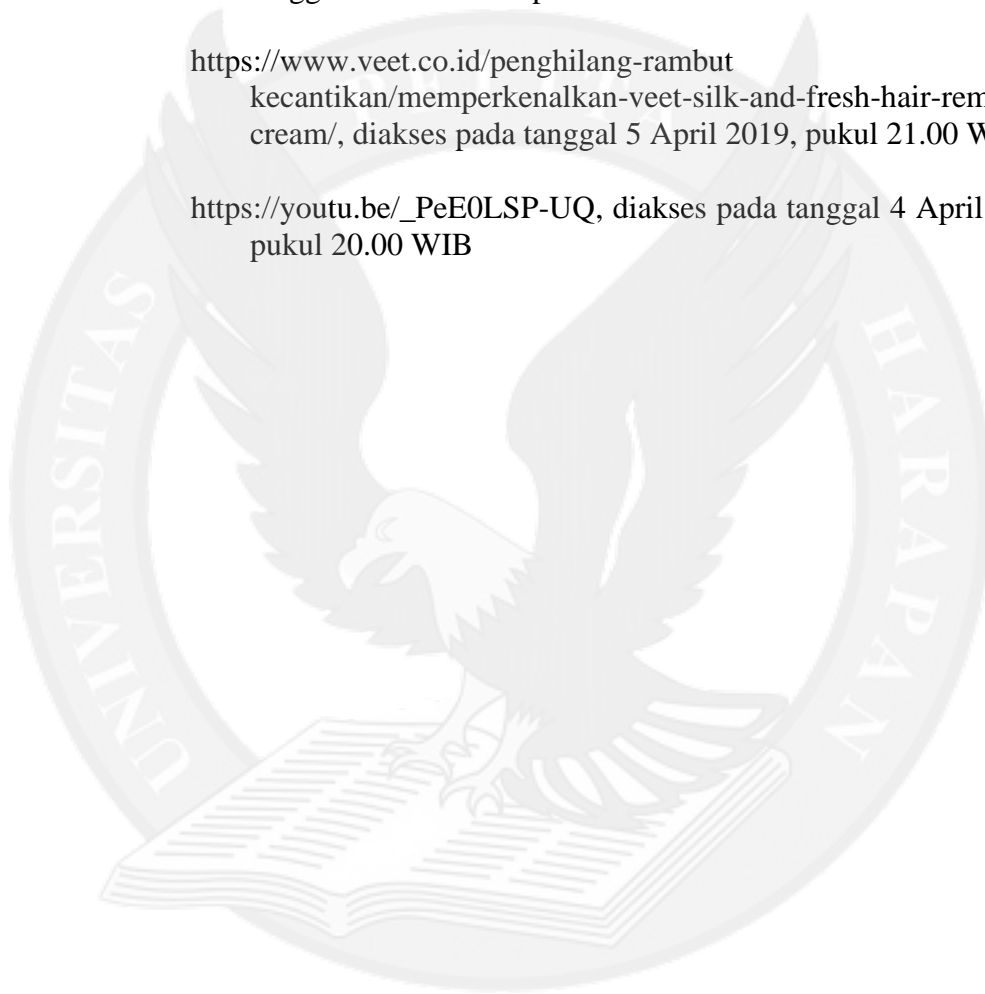 https://www.veet.co.id/penghilang-rambut
kecantikan/memperkenalkan-veet-silk-and-fresh-hair-rem
cream/, diakses pada tanggal 5 April 2019, pukul 21.00 W
https://youtu.be/_PeE0LSP-UQ, diakses pada tanggal 4 April
pukul 20.00 WIB
UNIVERSITAS
HARAPAN